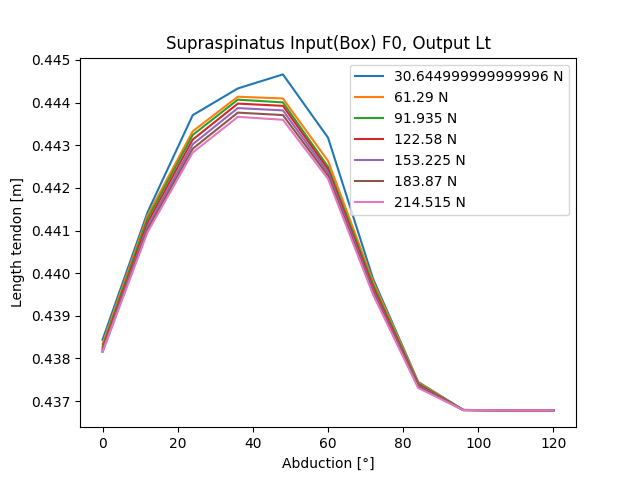 Supraspinatus Input(Box) F0, Output Lt
0.445
0.444
0.443
0.442
0.441
0.440
0.439
0.438
0.437
Length tendon [m]
30.644999999999996 N
61.29 N
91.935 N
122.58 N
153.225 N
183.87 N
214.515 N
0
20
40
60
80
100
120
Abduction [°]